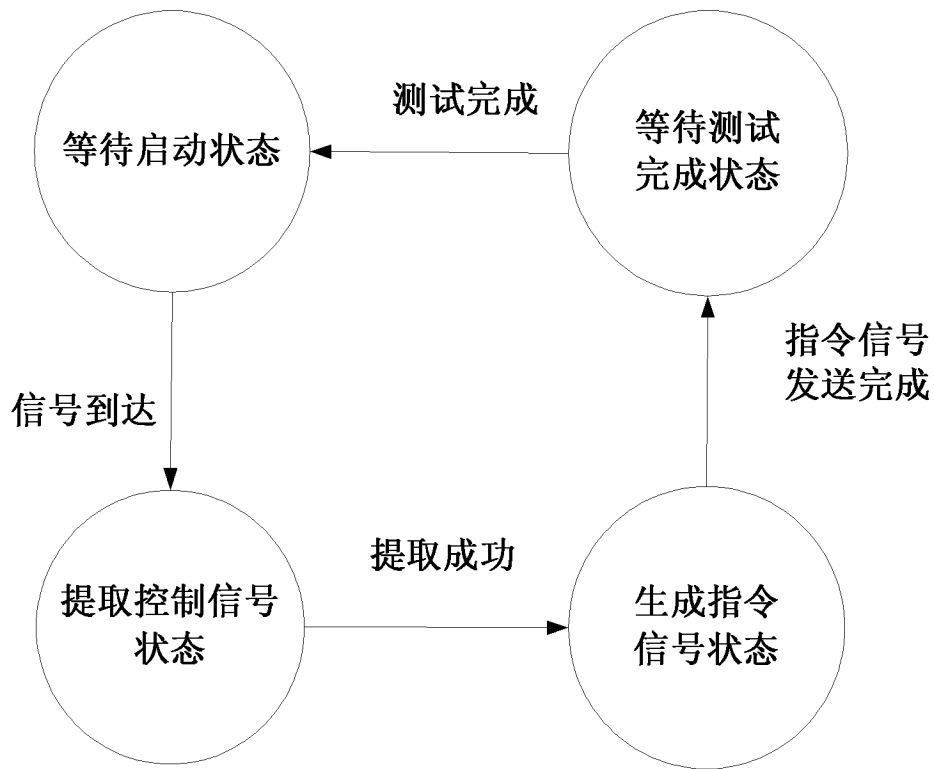 测试完成
等待启动状态
等待测试
完成状态
指令信号
发送完成
信号到达
提取成功
提取控制信号
状态
生成指令
信号状态